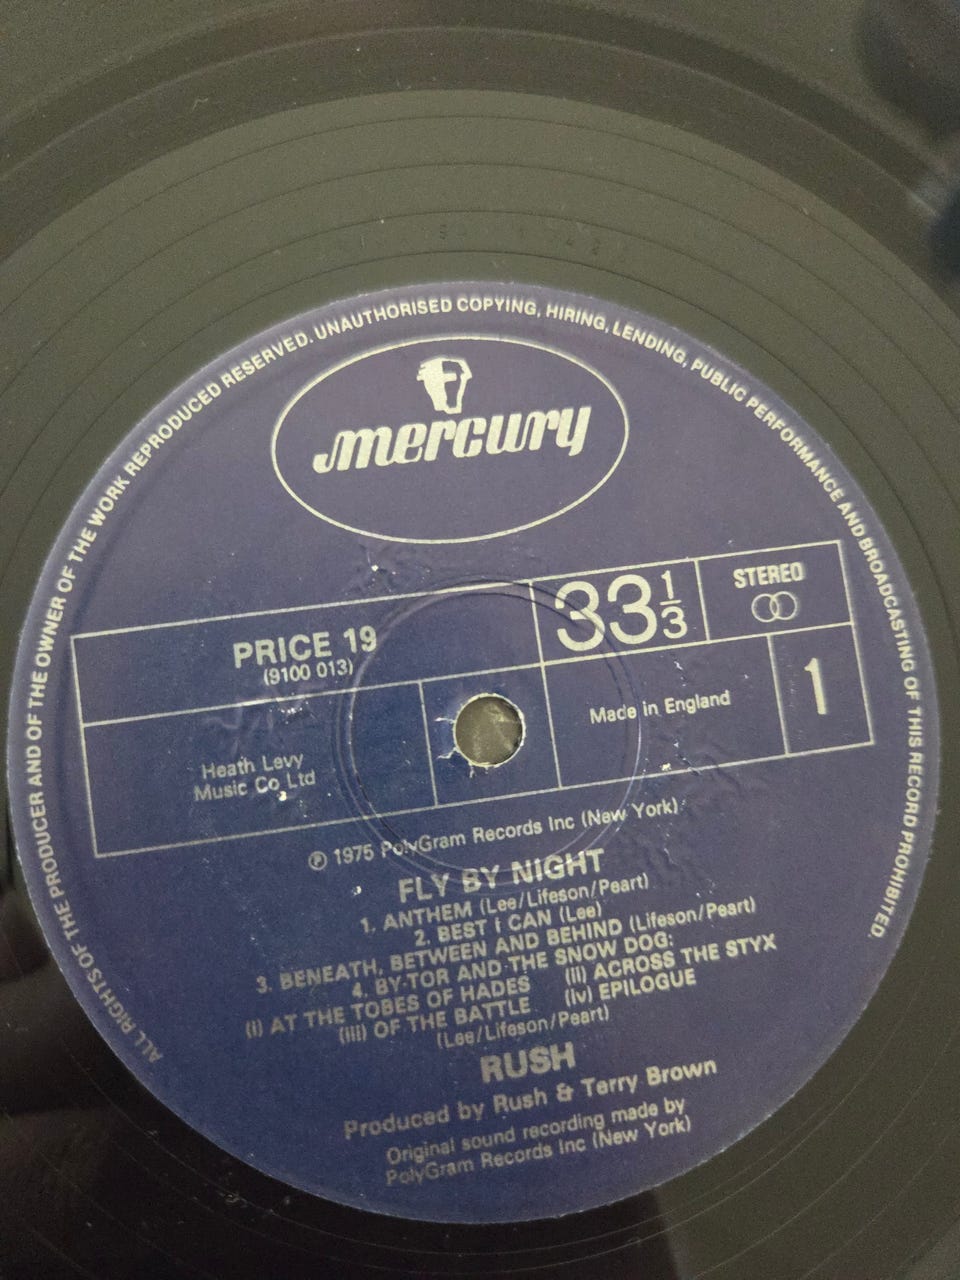 ALL RIGHTS OF THE PRODUCER AND OF THE OWNER OF THE WORK REPRODUCED RESERVED. UNAUTHORISED COPYING, HIRING, LENDING, PUBLIC PERFORMANCE AND BROADCASTING OF THIS RECORD PROHIBITED.
mercury
PRICE 19
(9100 013)
33 1/3
STEREO
Heath Levy
Music Co Ltd
Made in England
1
℗ 1975 PolyGram Records Inc (New York)
FLY BY NIGHT
1. ANTHEM (Lee/Lifeson/Peart)
2. BEST I CAN (Lee)
3. BENEATH, BETWEEN AND BEHIND (Lifeson/Peart)
4. BY-TOR AND THE SNOW DOG:
(i) AT THE TOBES OF HADES (ii) ACROSS THE STYX
(iii) OF THE BATTLE (iv) EPILOGUE
(Lee/Lifeson/Peart)
RUSH
Produced by Rush & Terry Brown
Original sound recording made by
PolyGram Records Inc (New York)